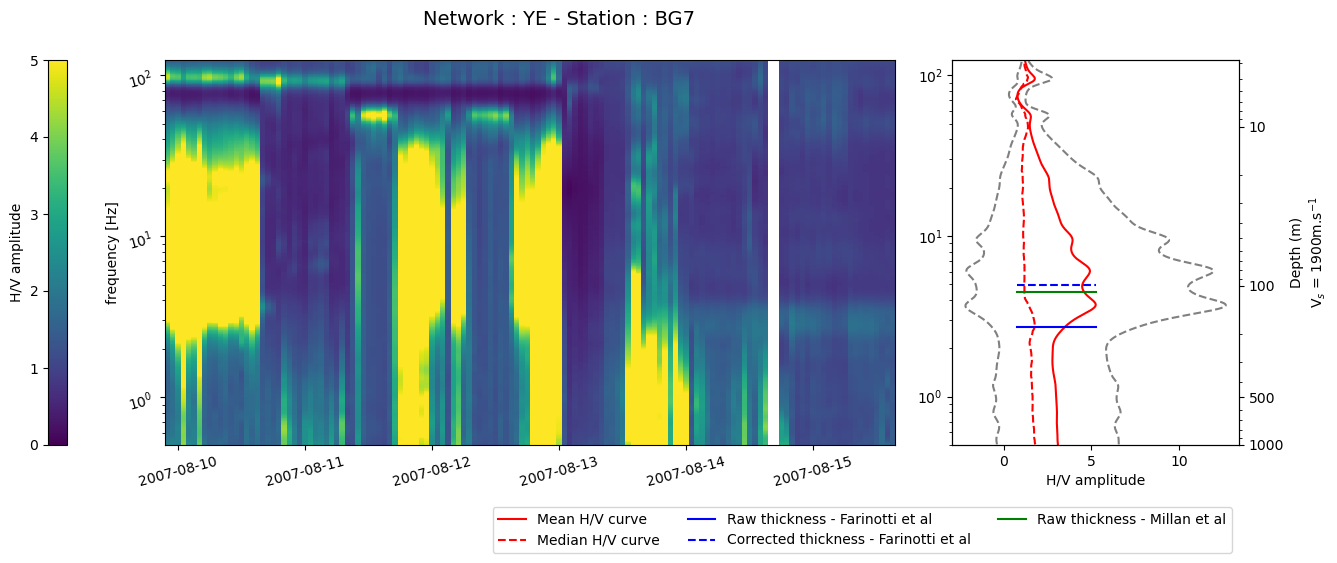 Network : YE - Station : BG7
5
4
3
2
1
0
H/V amplitude
10²
10¹
10⁰
frequency [Hz]
2007-08-10
2007-08-11
2007-08-12
2007-08-13
2007-08-14
2007-08-15
10²
10¹
10⁰
0
5
10
H/V amplitude
10
100
500
1000
Depth (m)
Vₛ = 1900m.s⁻¹
Mean H/V curve
Median H/V curve
Raw thickness - Farinotti et al
Corrected thickness - Farinotti et al
Raw thickness - Millan et al